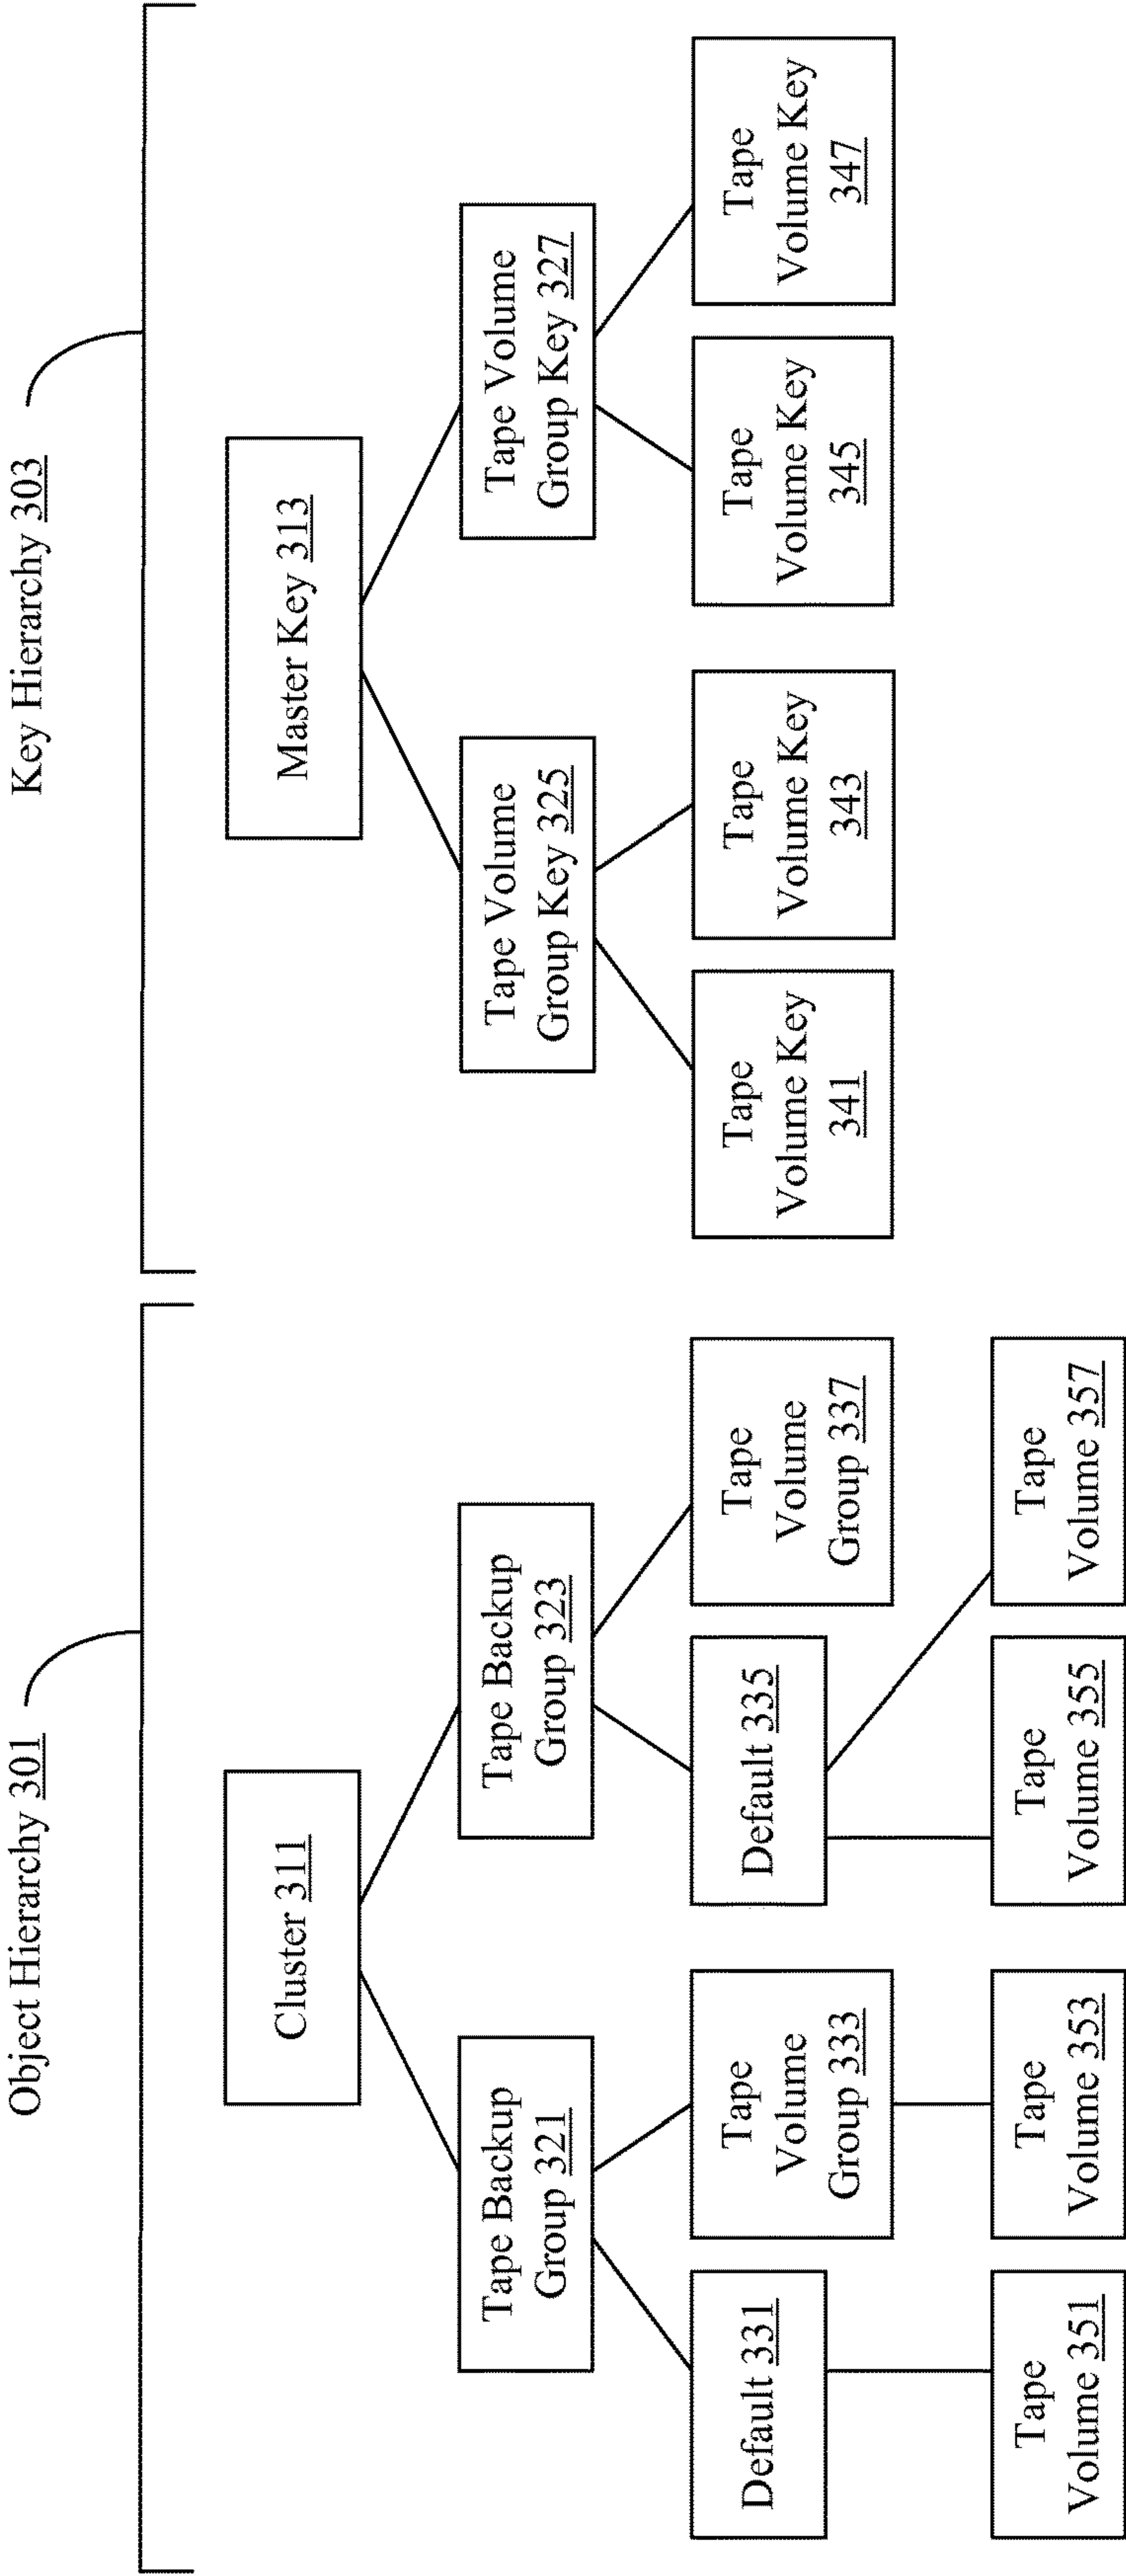 Object Hierarchy 301
Key Hierarchy 303
Cluster 311
Master Key 313
Tape Backup
Group 321
Tape Backup
Group 323
Tape Volume
Group Key 325
Tape Volume
Group Key 327
Default 331
Tape
Volume
Group 333
Default 335
Tape
Volume
Group 337
Tape
Volume Key
341
Tape
Volume Key
343
Tape
Volume Key
345
Tape
Volume Key
347
Tape
Volume 351
Tape
Volume 353
Tape
Volume 355
Tape
Volume 357